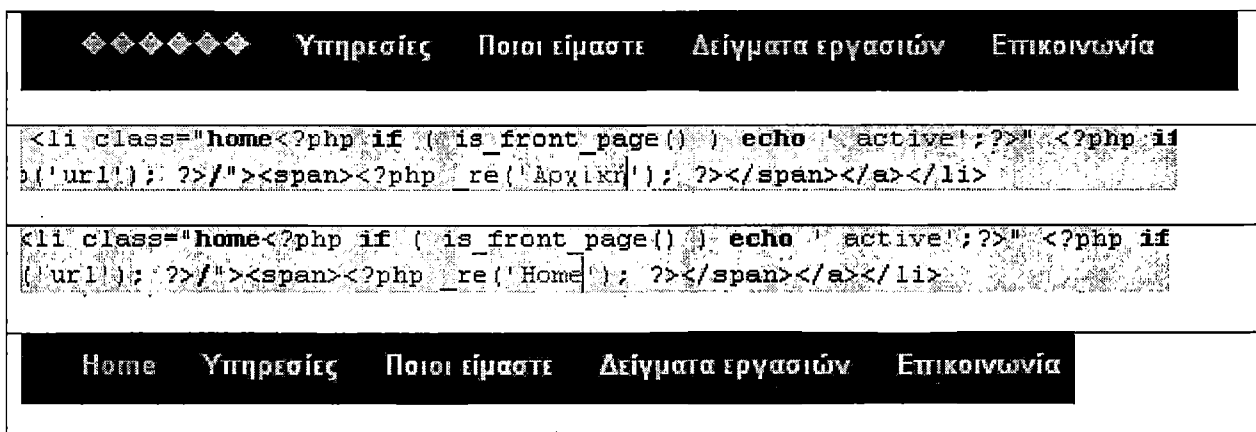 ������ Υπηρεσίες Ποιοι είμαστε Δείγματα εργασιών Επικοινωνία
<li class="home<?php if ( is_front_page() ) echo ' active';?>" <?php if
('url'); ?>/"><span><?php _re('Αρχική'); ?></span></a></li>
<li class="home<?php if ( is_front_page() ) echo ' active';?>" <?php if
('url'); ?>/"><span><?php _re('Home'); ?></span></a></li>
Home Υπηρεσίες Ποιοι είμαστε Δείγματα εργασιών Επικοινωνία